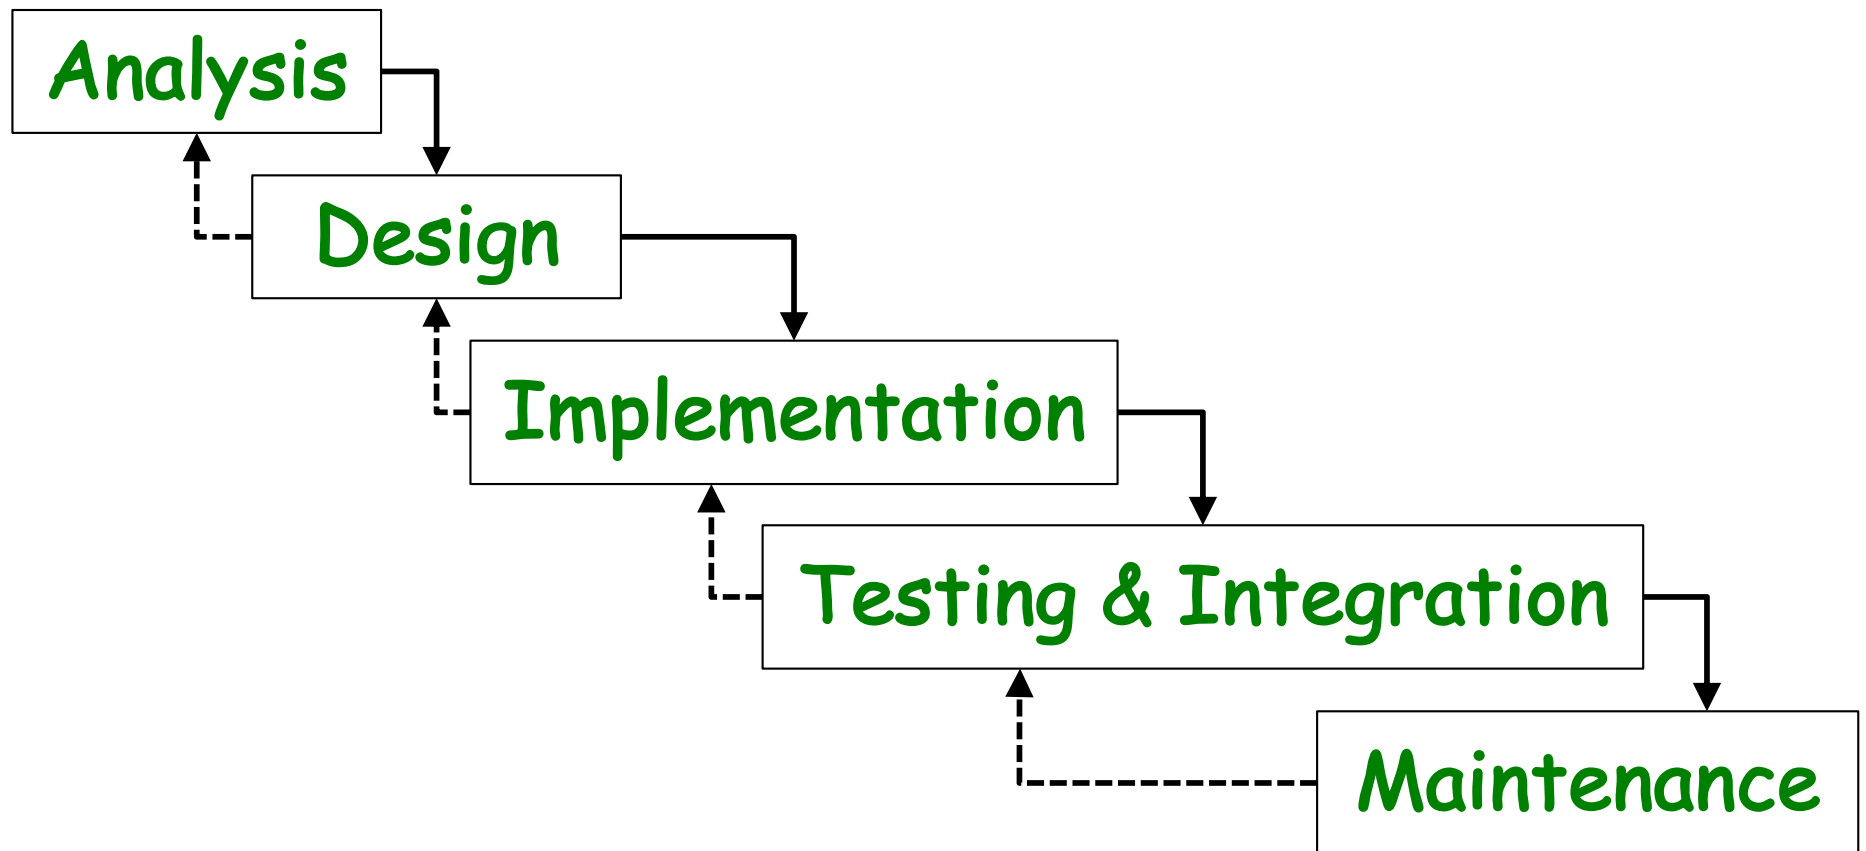 Analysis
Design
Implementation
Testing & Integration
Maintenance